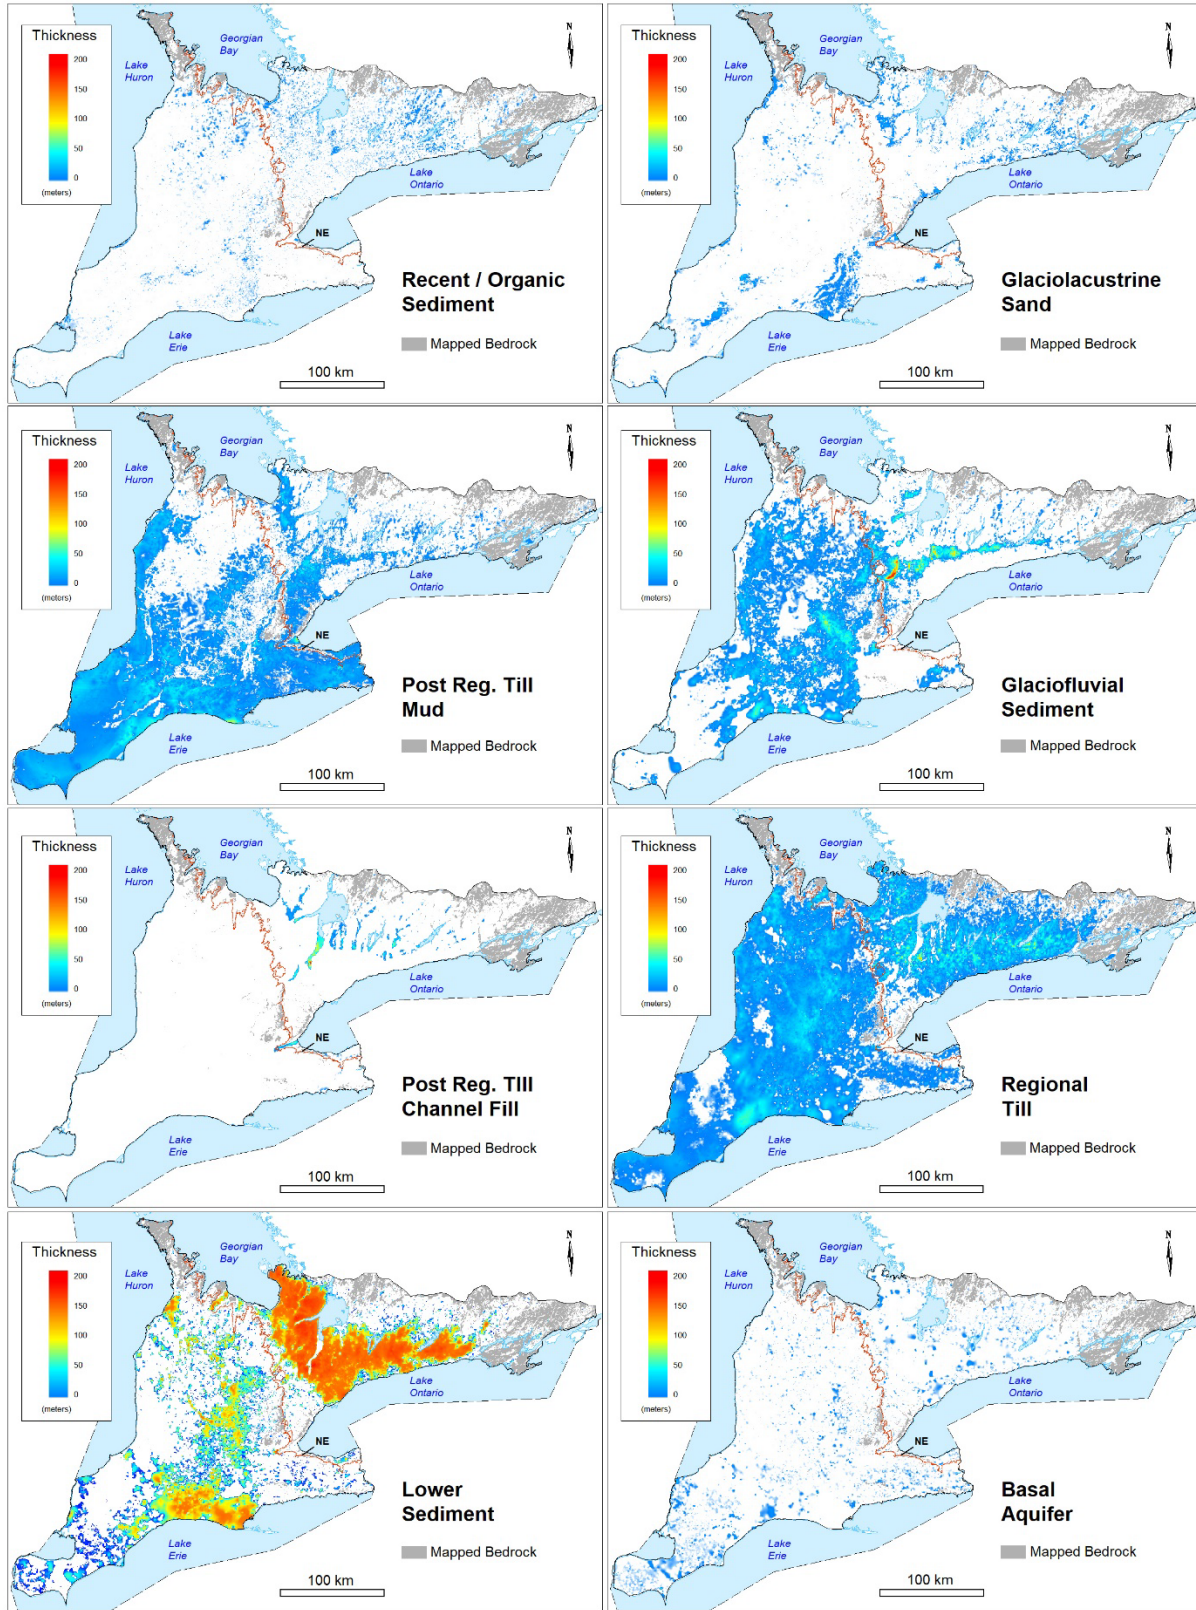 Thickness
200
150
100
50
0
(meters)
Georgian
Bay
Lake
Huron
N
Lake
Ontario
NE
Recent / Organic
Sediment
Mapped Bedrock
Lake
Erie
100 km
Thickness
200
150
100
50
0
(meters)
Georgian
Bay
Lake
Huron
N
Lake
Ontario
NE
Glaciolacustrine
Sand
Mapped Bedrock
Lake
Erie
100 km
Thickness
200
150
100
50
0
(meters)
Georgian
Bay
Lake
Huron
N
Lake
Ontario
NE
Post Reg. Till
Mud
Mapped Bedrock
Lake
Erie
100 km
Thickness
200
150
100
50
0
(meters)
Georgian
Bay
Lake
Huron
N
Lake
Ontario
NE
Glaciofluvial
Sediment
Mapped Bedrock
Lake
Erie
100 km
Thickness
200
150
100
50
0
(meters)
Georgian
Bay
Lake
Huron
N
Lake
Ontario
NE
Post Reg. TIII
Channel Fill
Mapped Bedrock
Lake
Erie
100 km
Thickness
200
150
100
50
0
(meters)
Georgian
Bay
Lake
Huron
N
Lake
Ontario
NE
Regional
Till
Mapped Bedrock
Lake
Erie
100 km
Thickness
200
150
100
50
0
(meters)
Georgian
Bay
Lake
Huron
N
Lake
Ontario
NE
Lower
Sediment
Mapped Bedrock
Lake
Erie
100 km
Thickness
200
150
100
50
0
(meters)
Georgian
Bay
Lake
Huron
N
Lake
Ontario
NE
Basal
Aquifer
Mapped Bedrock
Lake
Erie
100 km